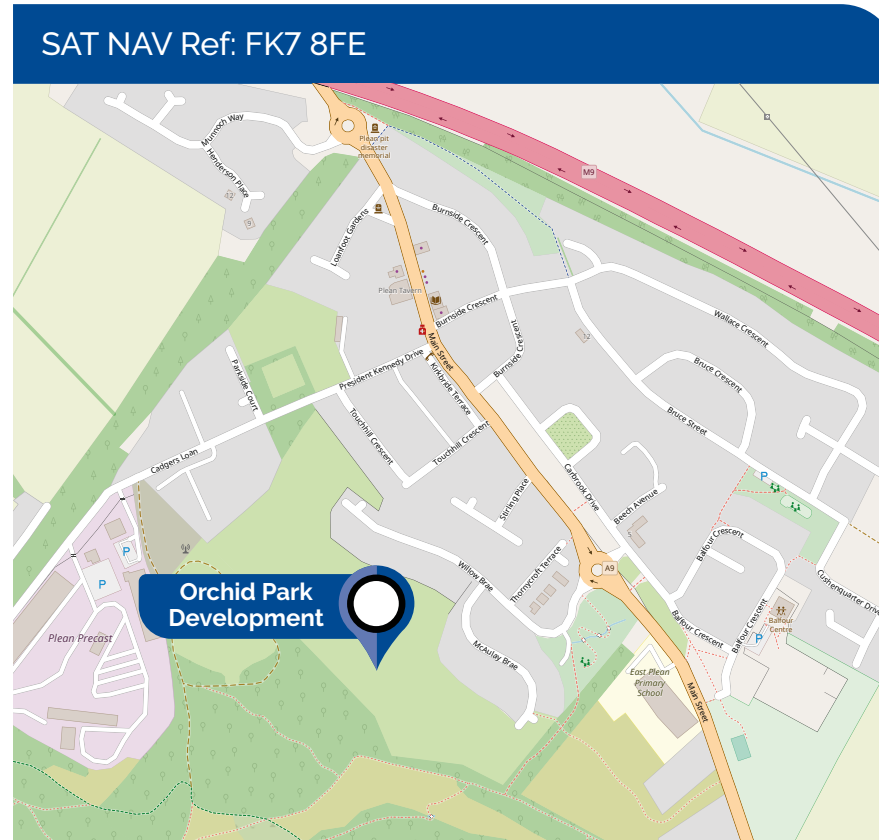 SAT NAV Ref: FK7 8FE
Munnoch Way
Henderson Place
12
9
Plean pit
disaster
memorial
M9
Loanfoot Gardens
Burnside Crescent
Plean Tavern
Burnside Crescent
Main Street
Burnside Crescent
12
Wallace Crescent
Bruce Crescent
Bruce Street
Parkside Court
President Kennedy Drive
Kirkbride Terrace
Touchhill Crescent
Touchhill Crescent
Cadgers Loan
Carbrook Drive
Stirling Place
Beech Avenue
P
P
P
Willow Brae
Thornycroft Terrace
A9
Balfour Crescent
Cushenquarter Drive
Orchid Park
Development
Balfour Crescent
Balfour Crescent
Balfour
Centre
P
Plean Precast
McAulay Brae
East Plean
Primary
School
Main Street